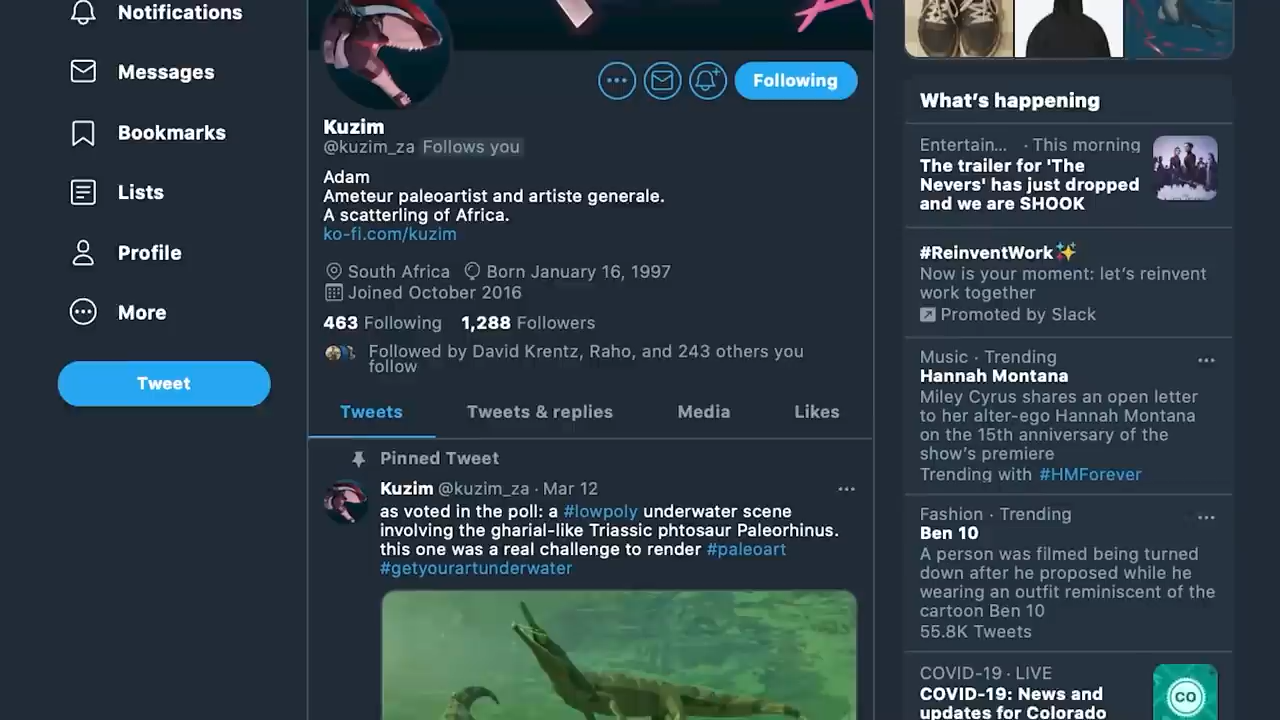 Notifications
Messages
Bookmarks
Lists
Profile
More
Tweet
Following
Kuzim
@kuzim_za Follows you
Adam
Ameteur paleoartist and artiste generale.
A scatterling of Africa.
ko-fi.com/kuzim
South Africa Born January 16, 1997
Joined October 2016
463 Following 1,288 Followers
Followed by David Krentz, Raho, and 243 others you
follow
Tweets Tweets & replies Media Likes
Pinned Tweet
Kuzim @kuzim_za · Mar 12
as voted in the poll: a #lowpoly underwater scene
involving the gharial-like Triassic phtosaur Paleorhinus.
this one was a real challenge to render #paleoart
#getyourartunderwater
What's happening
Entertain... · This morning
The trailer for 'The
Nevers' has just dropped
and we are SHOOK
#ReinventWork✨
Now is your moment: let's reinvent
work together
Promoted by Slack
Music · Trending
Hannah Montana
Miley Cyrus shares an open letter
to her alter-ego Hannah Montana
on the 15th anniversary of the
show's premiere
Trending with #HMForever
Fashion · Trending
Ben 10
A person was filmed being turned
down after he proposed while he
wearing an outfit reminiscent of the
cartoon Ben 10
55.8K Tweets
COVID-19 · LIVE
COVID-19: News and
updates for Colorado
CO